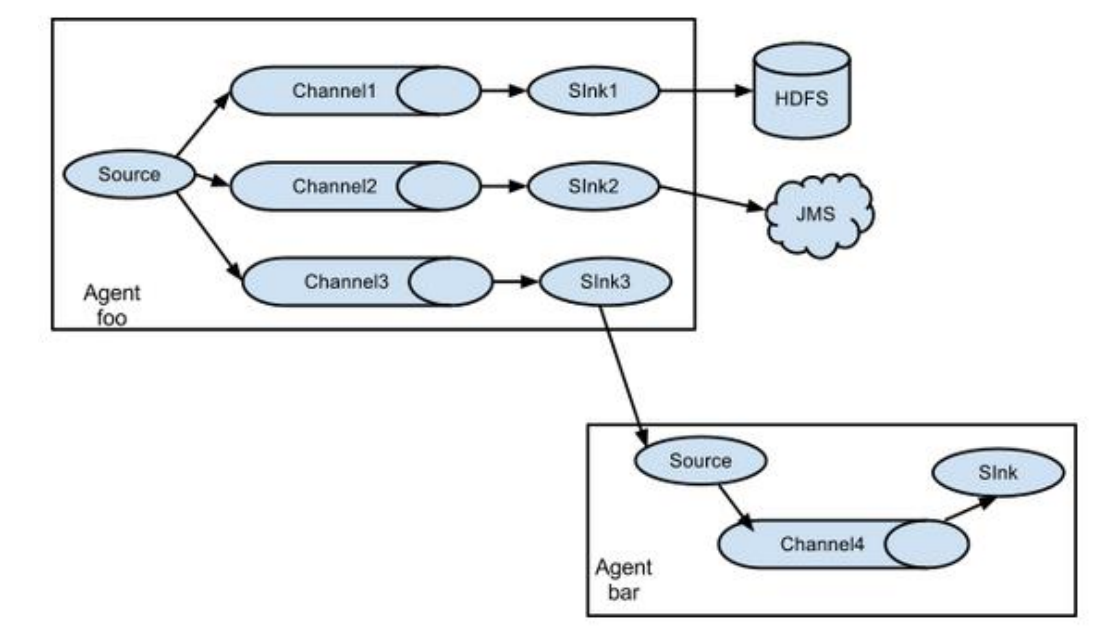 Channel1
SInk1
HDFS
Source
Channel2
SInk2
JMS
Channel3
SInk3
Agent
foo
Source
SInk
Channel4
Agent
bar